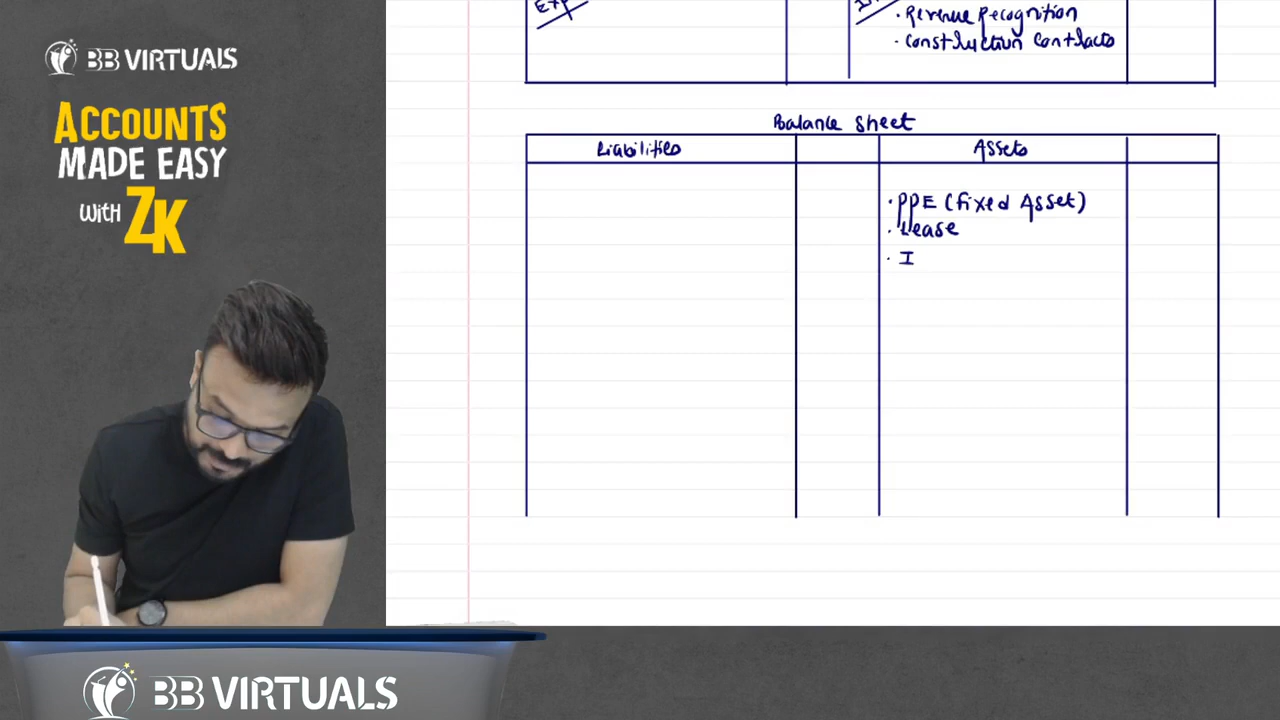 BB VIRTUALS
ACCOUNTS
MADE EASY
WITH ZK
Exp
· Revenue Recognition
· Construction Contracts
Balance Sheet
Liabilities
Assets
· PPE (Fixed Asset)
· Lease
· I
BB VIRTUALS